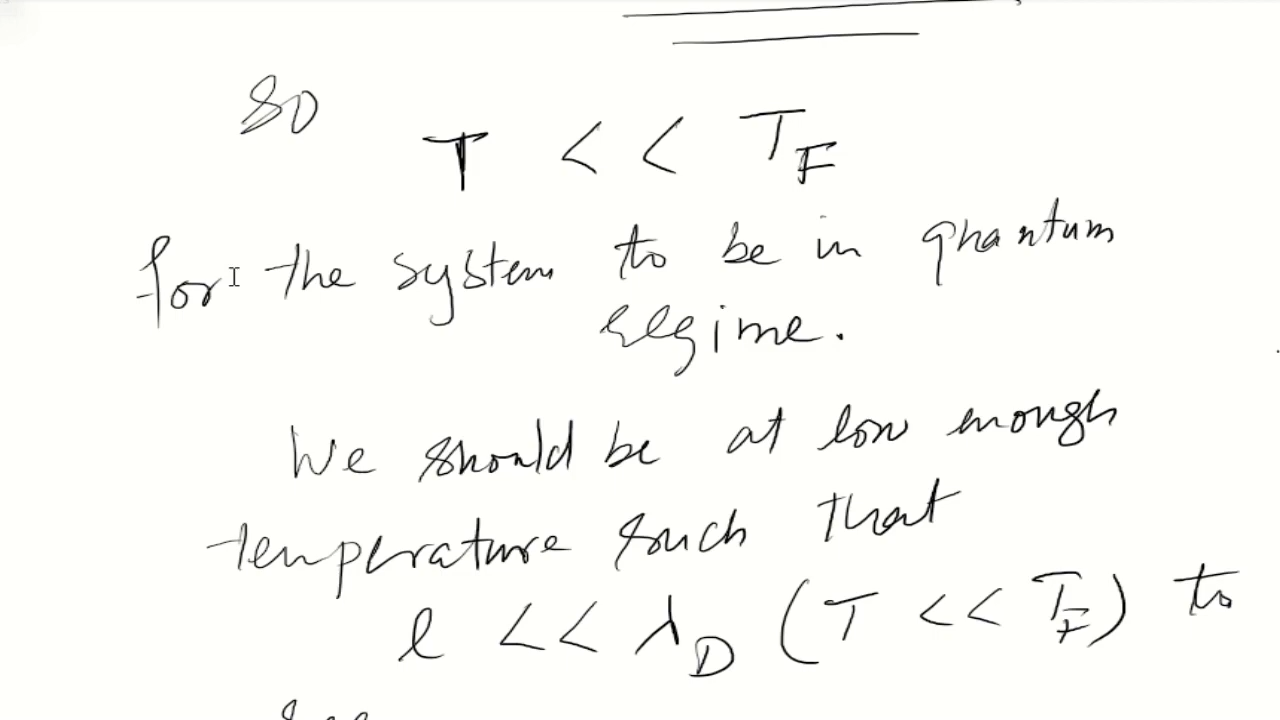 So
T < < T_F
for the system to be in quantum
regime.
We should be at low enough
temperature such that
l << λ_D (T << T_F) to